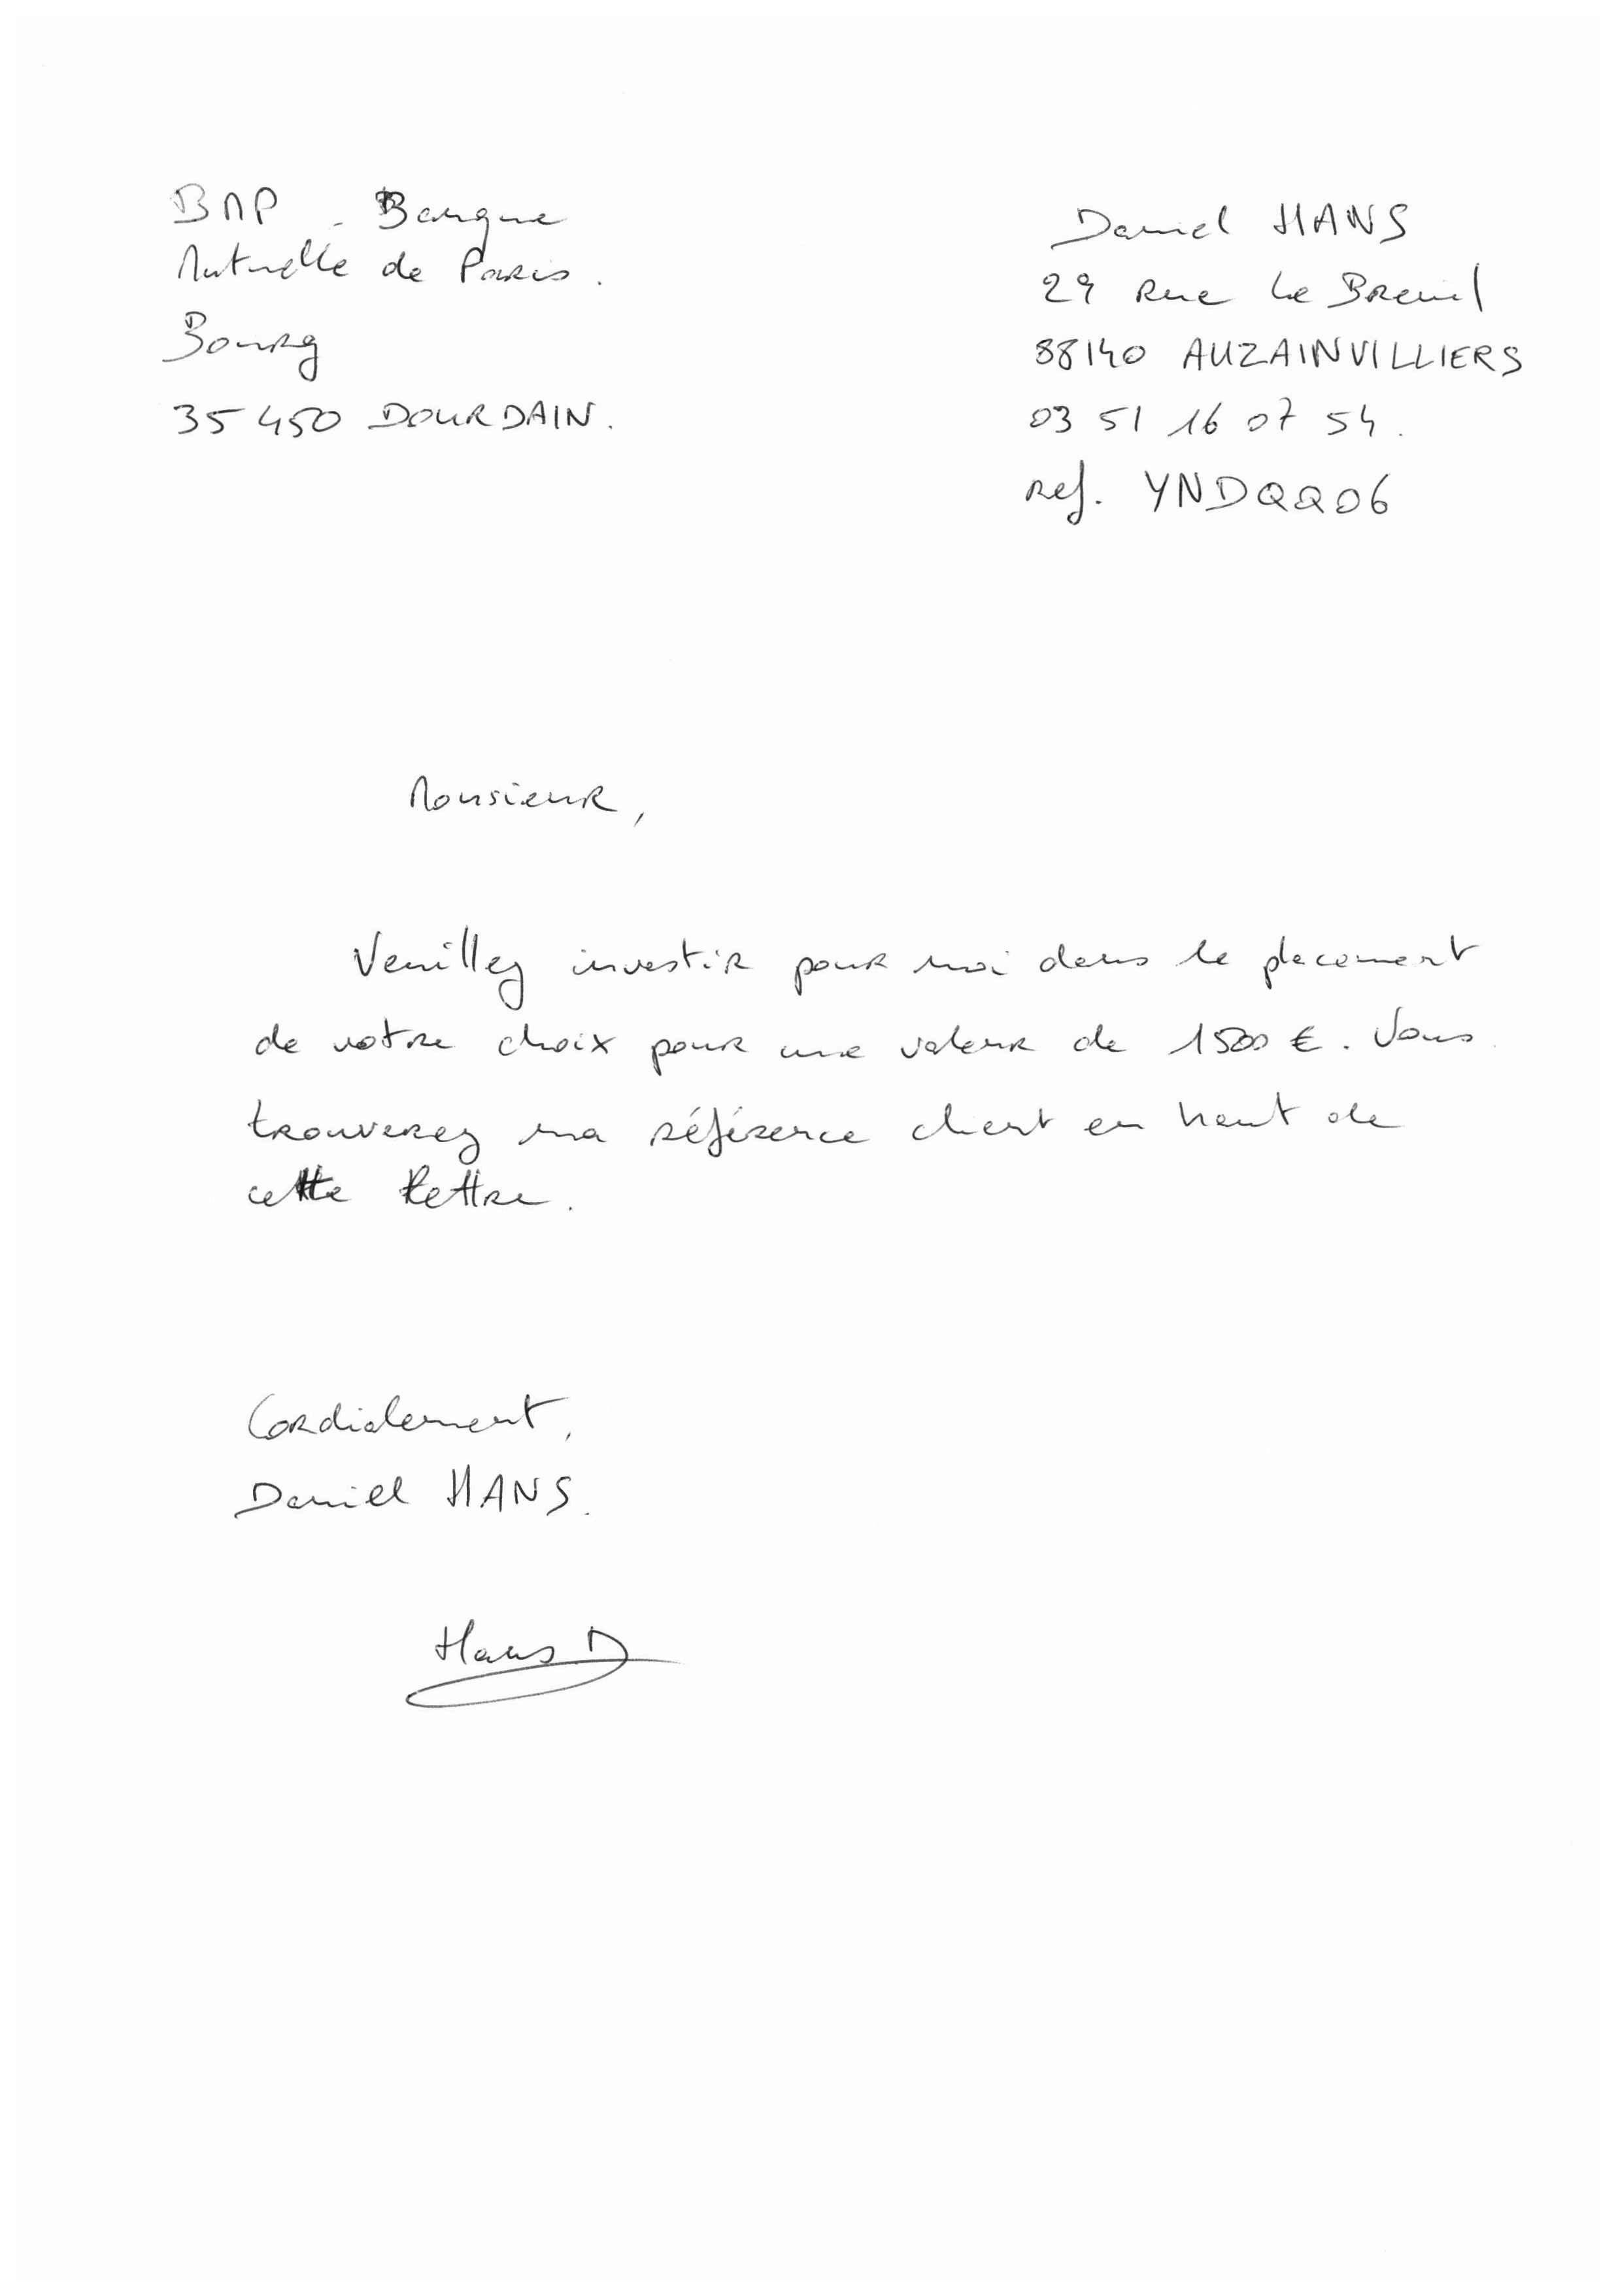 BMP - Banque
Mutuelle de Paris.
Bourg
35450 DOURDAIN.
Daniel HANS
29 Rue Le Breuil
88140 AUZAINVILLIERS
03 51 16 07 54.
Ref. YNDQQ06
Monsieur,
Veuillez investir pour moi dans le placement
de votre choix pour une valeur de 1500 €. Vous
trouverez ma référence client en haut de
cette lettre.
Cordialement,
Daniel HANS.
Hans D